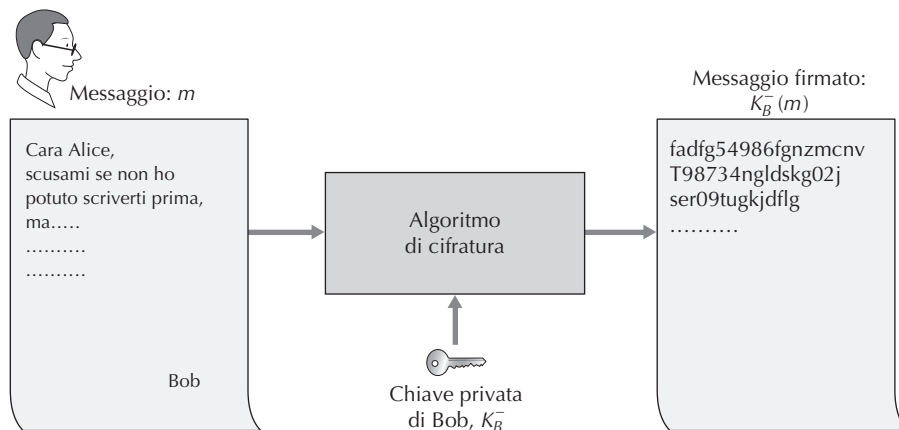 Messaggio: m
Cara Alice,
scusami se non ho
potuto scriverti prima,
ma.....
..........
..........
Bob
Algoritmo
di cifratura
Chiave privata
di Bob, K_B^-
Messaggio firmato:
K_B^- (m)
fadfg54986fgnzmcnv
T98734ngldskg02j
ser09tugkjdflg
..........